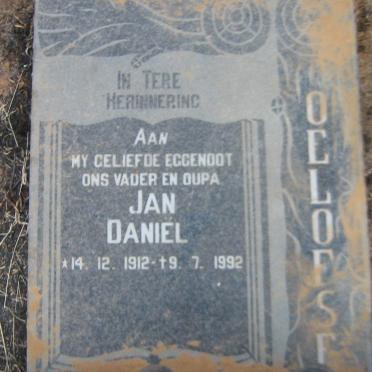 In Tere
Herinnering
Aan
my geliefde eggenoot
ons vader en oupa
Jan
Daniël
*14. 12. 1912 - †9. 7. 1992
OELOFSE